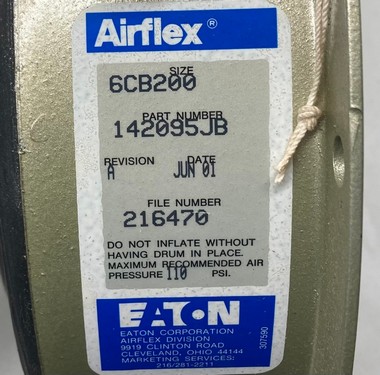 Airflex®
SIZE
6CB200
PART NUMBER
142095JB
REVISION DATE
A JUN 01
FILE NUMBER
216470
DO NOT INFLATE WITHOUT
HAVING DRUM IN PLACE.
MAXIMUM RECOMMENDED AIR
PRESSURE 110 PSI.
EATON
EATON CORPORATION
AIRFLEX DIVISION
9919 CLINTON ROAD
CLEVELAND, OHIO 44144
MARKETING SERVICES:
216/281-2211
307590